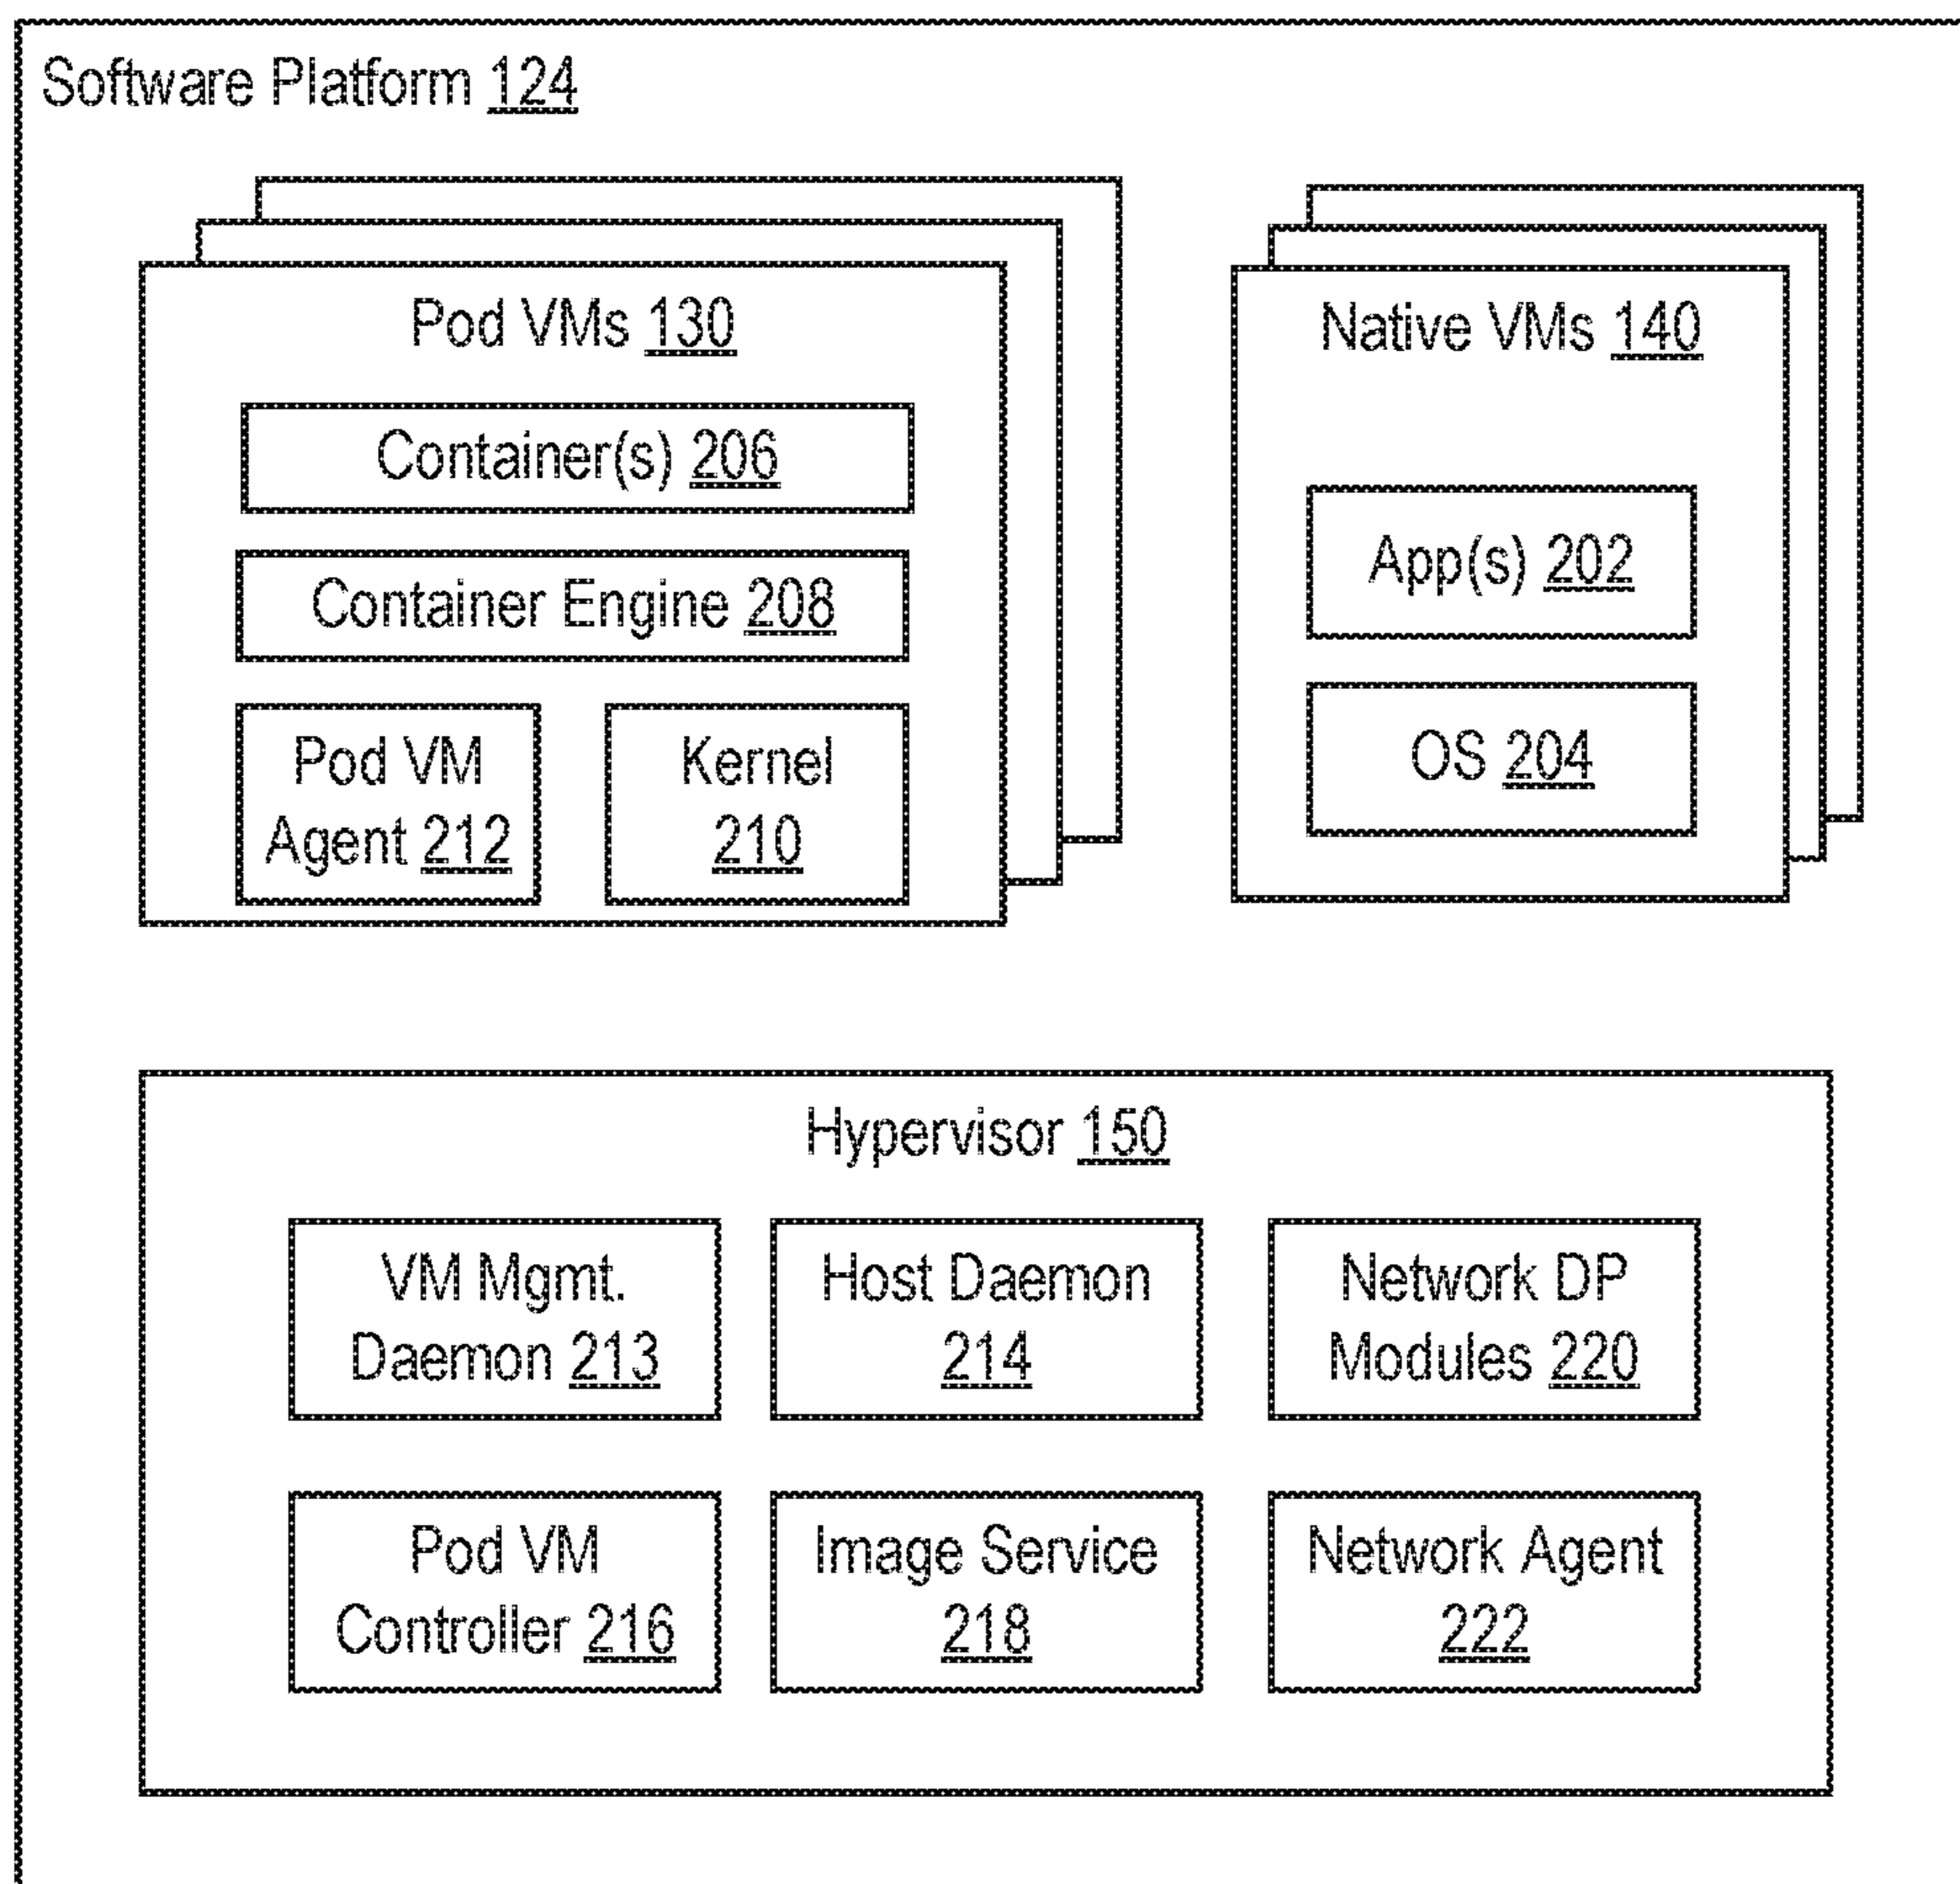 Software Platform 124
Pod VMs 130
Container(s) 206
Container Engine 208
Pod VM
Agent 212
Kernel
210
Native VMs 140
App(s) 202
OS 204
Hypervisor 150
VM Mgmt.
Daemon 213
Host Daemon
214
Network DP
Modules 220
Pod VM
Controller 216
Image Service
218
Network Agent
222